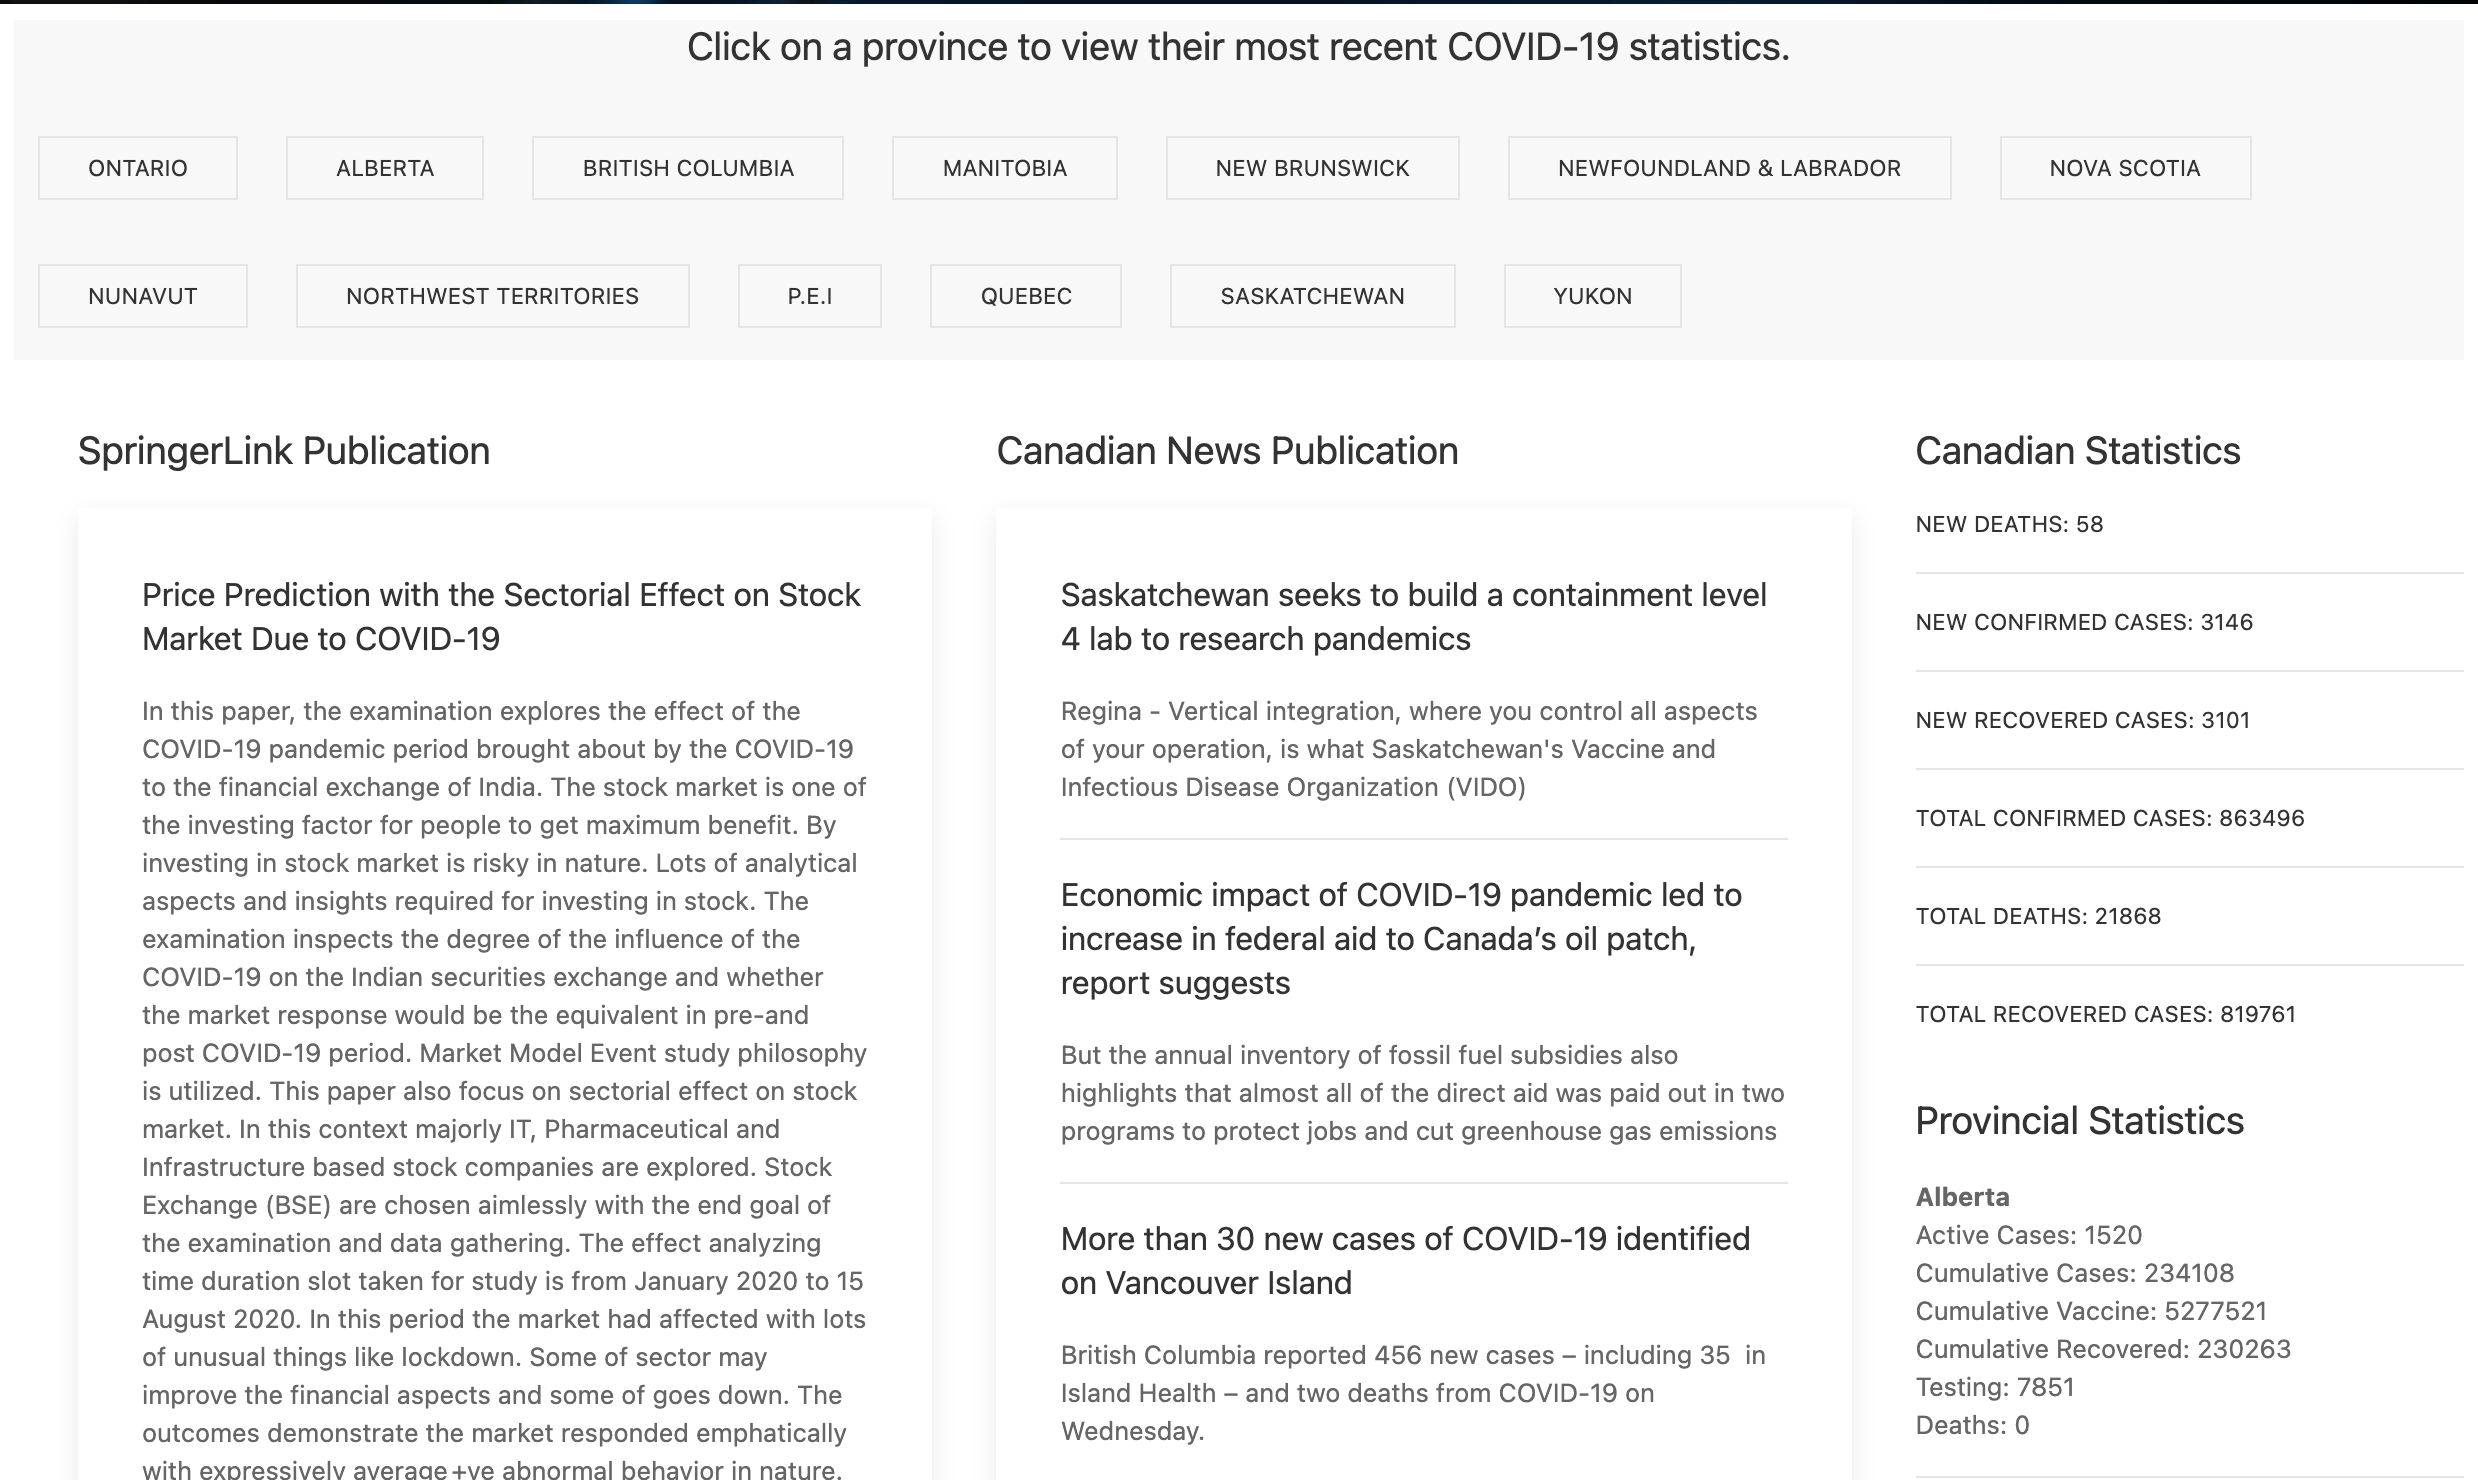 Click on a province to view their most recent COVID-19 statistics.
ONTARIO
ALBERTA
BRITISH COLUMBIA
MANITOBIA
NEW BRUNSWICK
NEWFOUNDLAND & LABRADOR
NOVA SCOTIA
NUNAVUT
NORTHWEST TERRITORIES
P.E.I
QUEBEC
SASKATCHEWAN
YUKON
SpringerLink Publication
Price Prediction with the Sectorial Effect on Stock
Market Due to COVID-19
In this paper, the examination explores the effect of the
COVID-19 pandemic period brought about by the COVID-19
to the financial exchange of India. The stock market is one of
the investing factor for people to get maximum benefit. By
investing in stock market is risky in nature. Lots of analytical
aspects and insights required for investing in stock. The
examination inspects the degree of the influence of the
COVID-19 on the Indian securities exchange and whether
the market response would be the equivalent in pre-and
post COVID-19 period. Market Model Event study philosophy
is utilized. This paper also focus on sectorial effect on stock
market. In this context majorly IT, Pharmaceutical and
Infrastructure based stock companies are explored. Stock
Exchange (BSE) are chosen aimlessly with the end goal of
the examination and data gathering. The effect analyzing
time duration slot taken for study is from January 2020 to 15
August 2020. In this period the market had affected with lots
of unusual things like lockdown. Some of sector may
improve the financial aspects and some of goes down. The
outcomes demonstrate the market responded emphatically
with expressively average+ve abnormal behavior in nature.
Canadian News Publication
Saskatchewan seeks to build a containment level
4 lab to research pandemics
Regina - Vertical integration, where you control all aspects
of your operation, is what Saskatchewan's Vaccine and
Infectious Disease Organization (VIDO)
Economic impact of COVID-19 pandemic led to
increase in federal aid to Canada’s oil patch,
report suggests
But the annual inventory of fossil fuel subsidies also
highlights that almost all of the direct aid was paid out in two
programs to protect jobs and cut greenhouse gas emissions
More than 30 new cases of COVID-19 identified
on Vancouver Island
British Columbia reported 456 new cases – including 35  in
Island Health – and two deaths from COVID-19 on
Wednesday.
Canadian Statistics
NEW DEATHS: 58
NEW CONFIRMED CASES: 3146
NEW RECOVERED CASES: 3101
TOTAL CONFIRMED CASES: 863496
TOTAL DEATHS: 21868
TOTAL RECOVERED CASES: 819761
Provincial Statistics
Alberta
Active Cases: 1520
Cumulative Cases: 234108
Cumulative Vaccine: 5277521
Cumulative Recovered: 230263
Testing: 7851
Deaths: 0